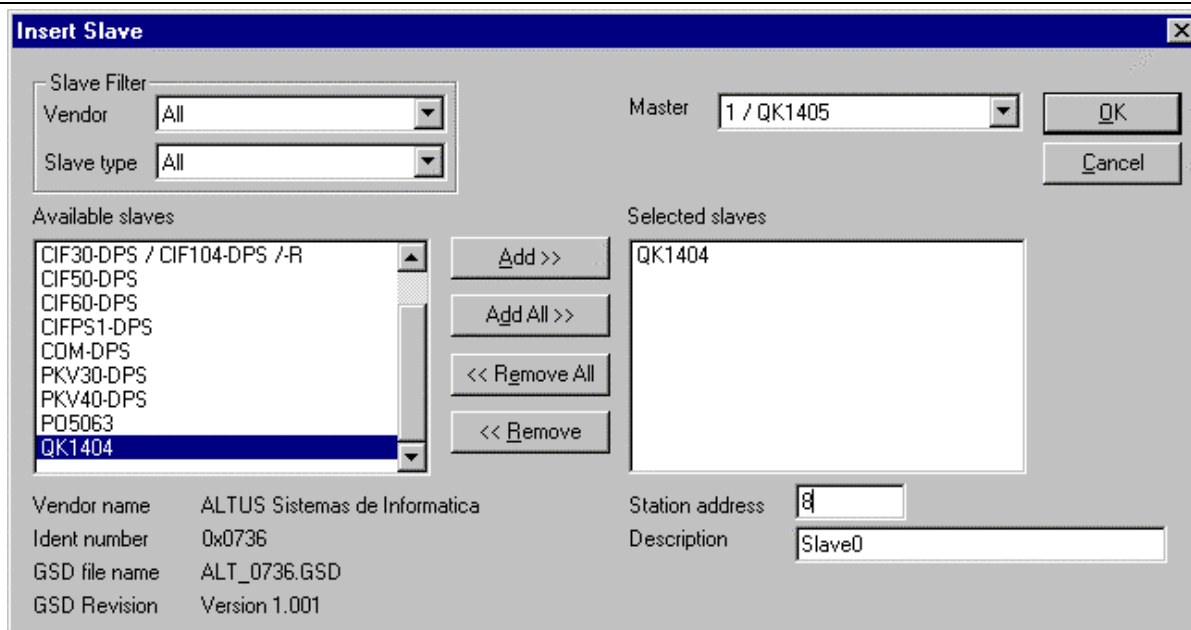 Insert Slave
Slave Filter
Vendor All
Slave type All
Master 1 / QK1405
OK
Cancel
Available slaves
CIF30-DPS / CIF104-DPS /-R
CIF50-DPS
CIF60-DPS
CIFPS1-DPS
COM-DPS
PKV30-DPS
PKV40-DPS
PO5063
QK1404
Add >>
Add All >>
<< Remove All
<< Remove
Selected slaves
QK1404
Vendor name ALTUS Sistemas de Informatica
Ident number 0x0736
GSD file name ALT_0736.GSD
GSD Revision Version 1.001
Station address 8
Description Slave0